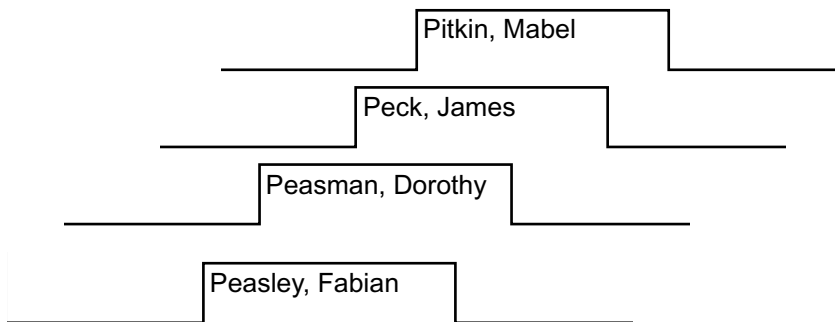 Pitkin, Mabel
Peck, James
Peasman, Dorothy
Peasley, Fabian